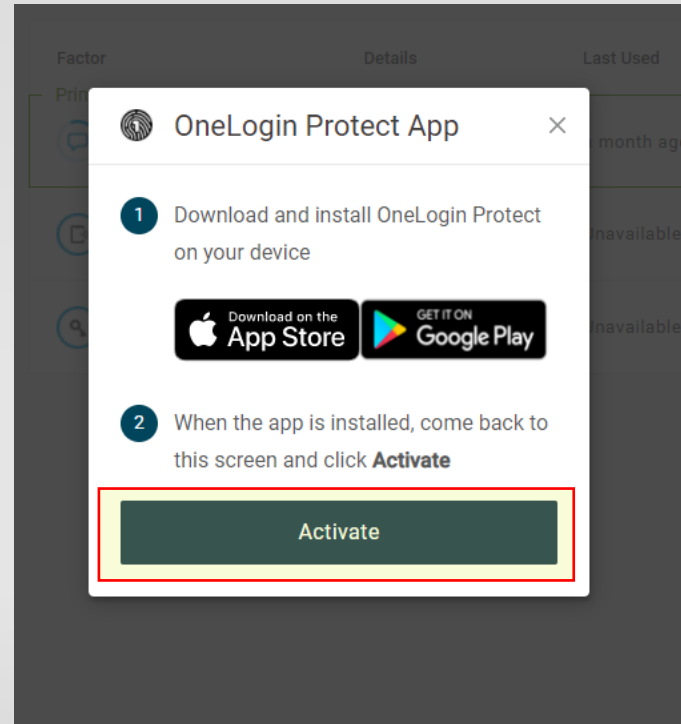 Factor Details Last Used
OneLogin Protect App
month ago
1 Download and install OneLogin Protect
on your device
Download on the
App Store
GET IT ON
Google Play
2 When the app is installed, come back to
this screen and click Activate
Activate